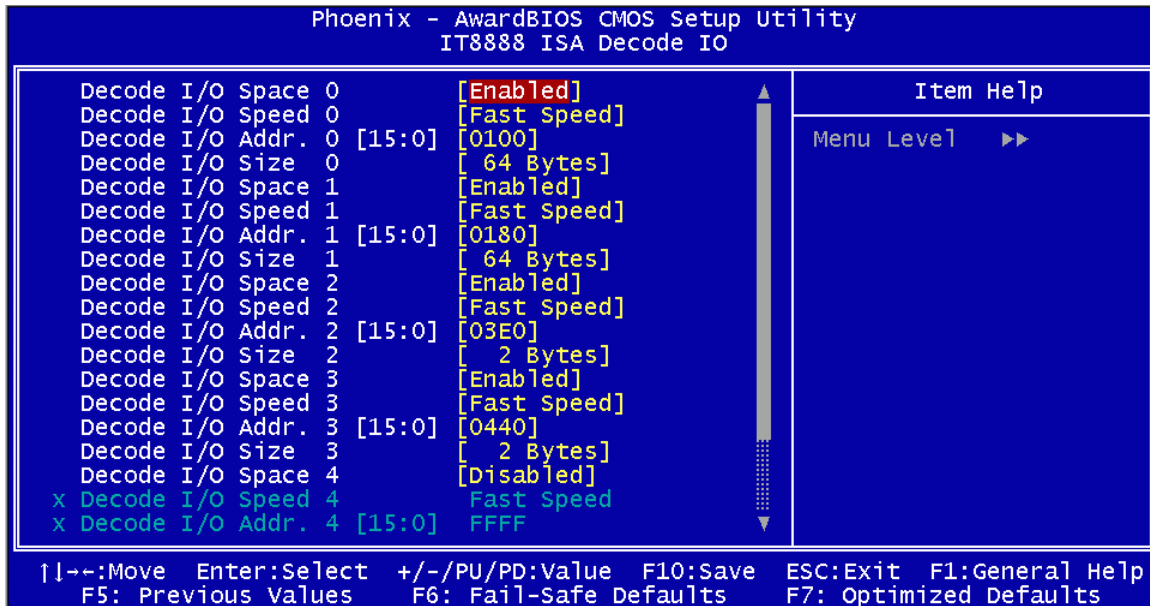 Phoenix - AwardBIOS CMOS Setup Utility
IT8888 ISA Decode IO
Decode I/O Space 0 [Enabled]
Decode I/O Speed 0 [Fast Speed]
Decode I/O Addr. 0 [15:0] [0100]
Decode I/O Size 0 [ 64 Bytes]
Decode I/O Space 1 [Enabled]
Decode I/O Speed 1 [Fast Speed]
Decode I/O Addr. 1 [15:0] [0180]
Decode I/O Size 1 [ 64 Bytes]
Decode I/O Space 2 [Enabled]
Decode I/O Speed 2 [Fast Speed]
Decode I/O Addr. 2 [15:0] [03E0]
Decode I/O Size 2 [ 2 Bytes]
Decode I/O Space 3 [Enabled]
Decode I/O Speed 3 [Fast Speed]
Decode I/O Addr. 3 [15:0] [0440]
Decode I/O Size 3 [ 2 Bytes]
Decode I/O Space 4 [Disabled]
x Decode I/O Speed 4 Fast Speed
x Decode I/O Addr. 4 [15:0] FFFF
Item Help
Menu Level ▶▶
↑↓→←:Move Enter:Select +/-/PU/PD:Value F10:Save ESC:Exit F1:General Help
F5: Previous Values F6: Fail-Safe Defaults F7: Optimized Defaults